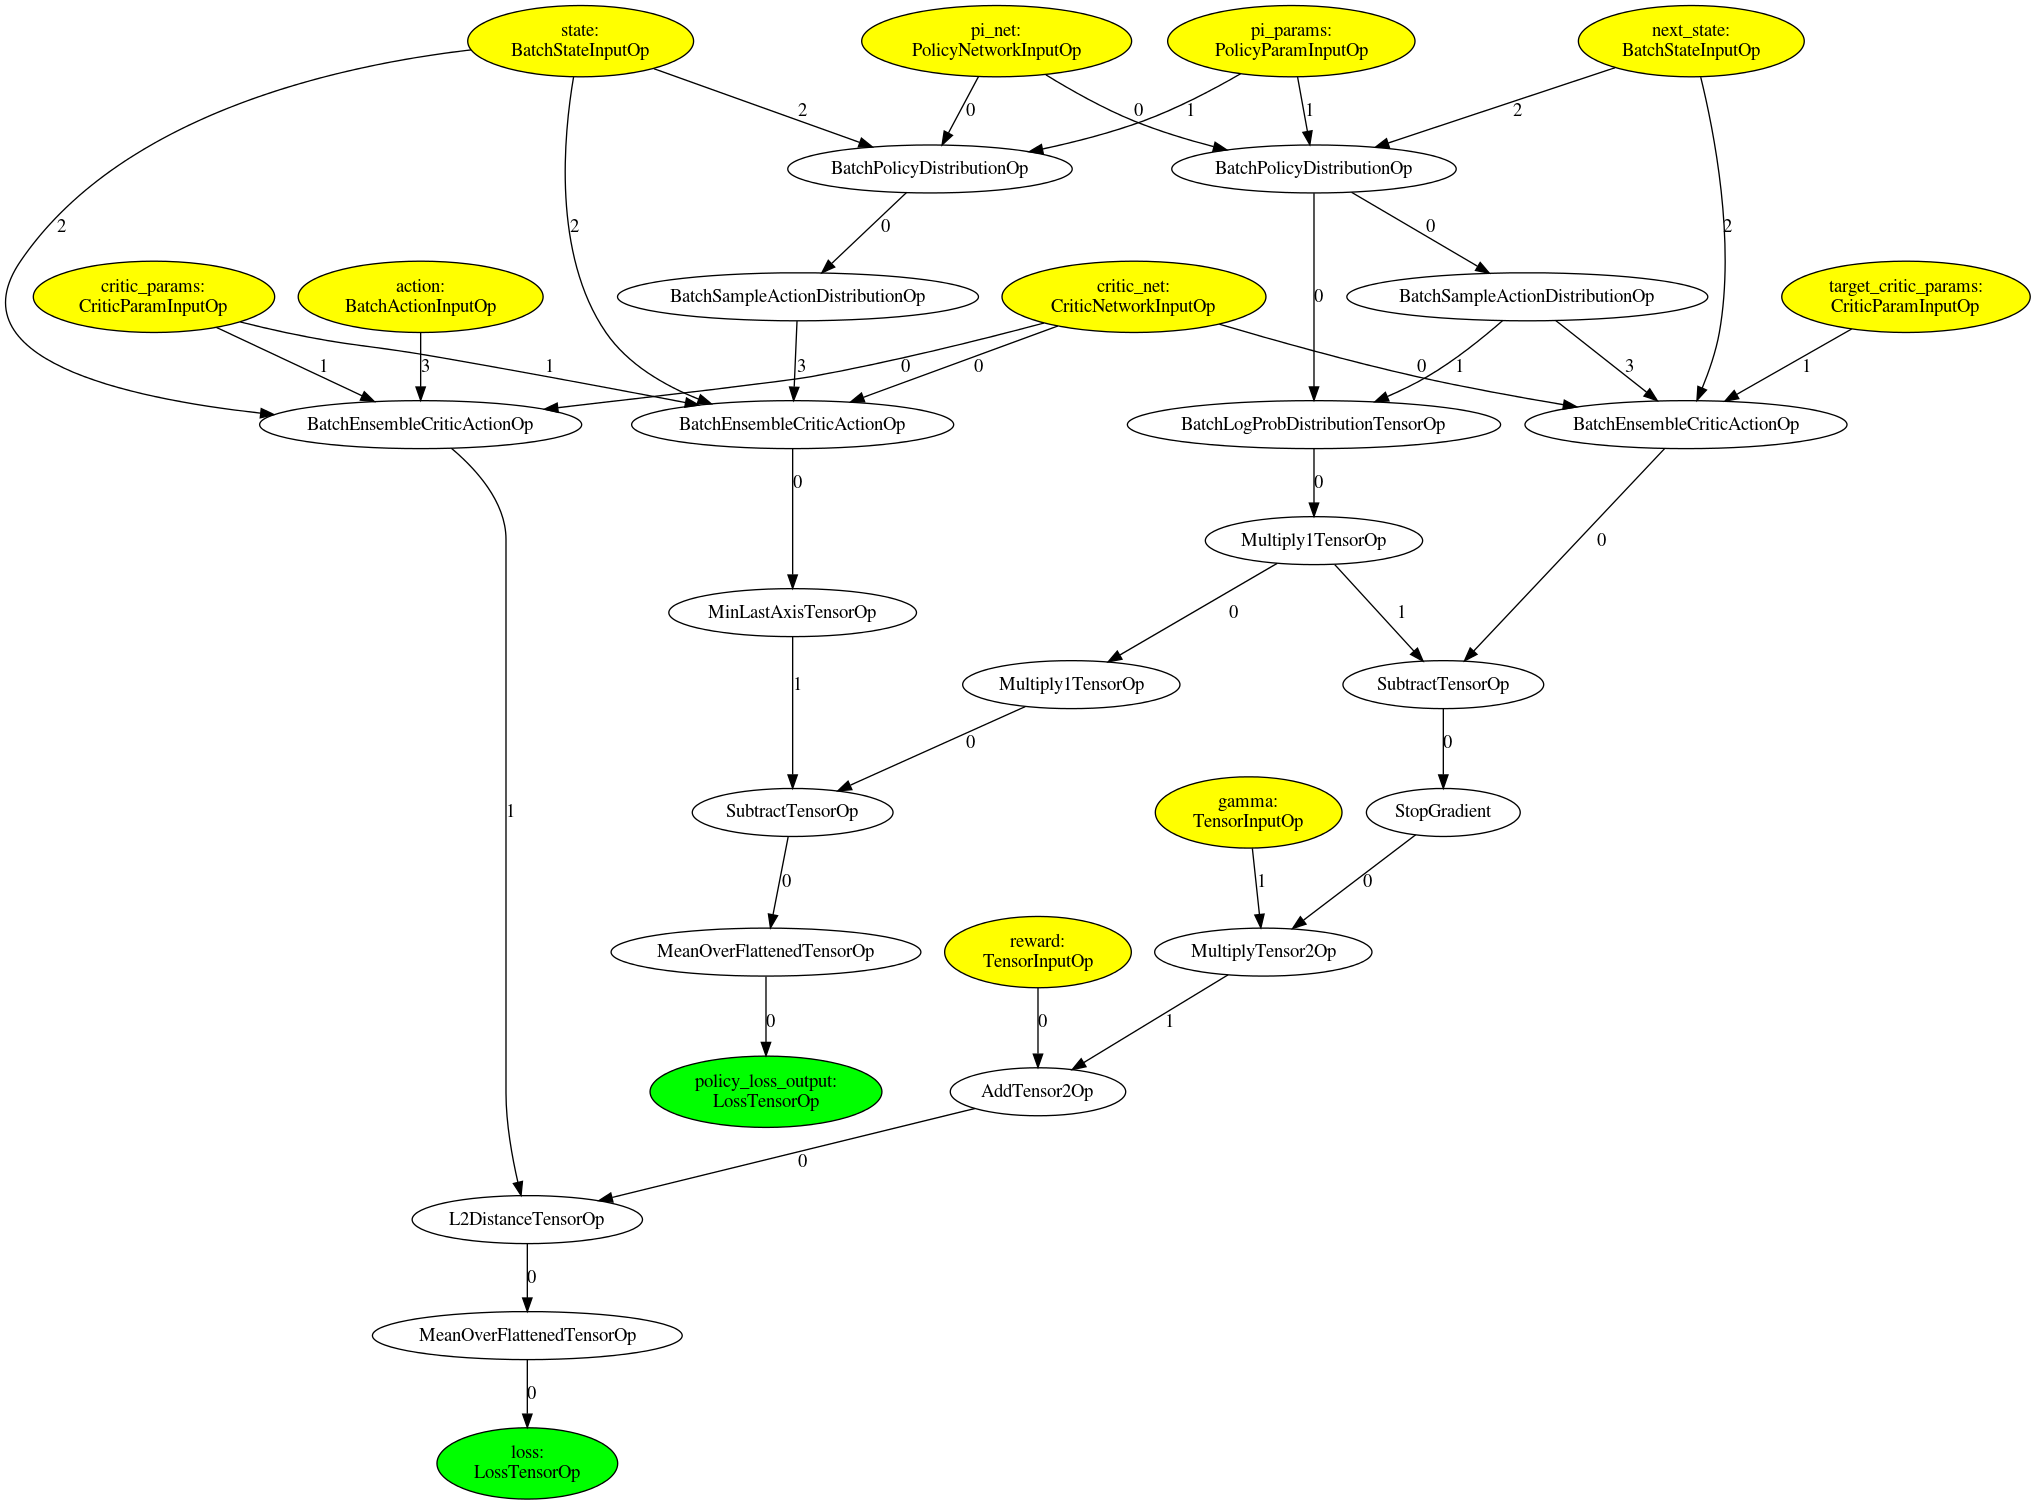 state:
BatchStateInputOp
pi_net:
PolicyNetworkInputOp
pi_params:
PolicyParamInputOp
next_state:
BatchStateInputOp
2
0
0
1
1
2
BatchPolicyDistributionOp
BatchPolicyDistributionOp
2
2
0
0
2
critic_params:
CriticParamInputOp
action:
BatchActionInputOp
BatchSampleActionDistributionOp
critic_net:
CriticNetworkInputOp
0
BatchSampleActionDistributionOp
target_critic_params:
CriticParamInputOp
1
3
1
3
0
0
0
1
3
1
BatchEnsembleCriticActionOp
BatchEnsembleCriticActionOp
BatchLogProbDistributionTensorOp
BatchEnsembleCriticActionOp
0
0
Multiply1TensorOp
0
MinLastAxisTensorOp
0
1
1
Multiply1TensorOp
SubtractTensorOp
0
0
1
SubtractTensorOp
gamma:
TensorInputOp
StopGradient
0
1
0
MeanOverFlattenedTensorOp
reward:
TensorInputOp
MultiplyTensor2Op
0
0
1
policy_loss_output:
LossTensorOp
AddTensor2Op
0
L2DistanceTensorOp
0
MeanOverFlattenedTensorOp
0
loss:
LossTensorOp